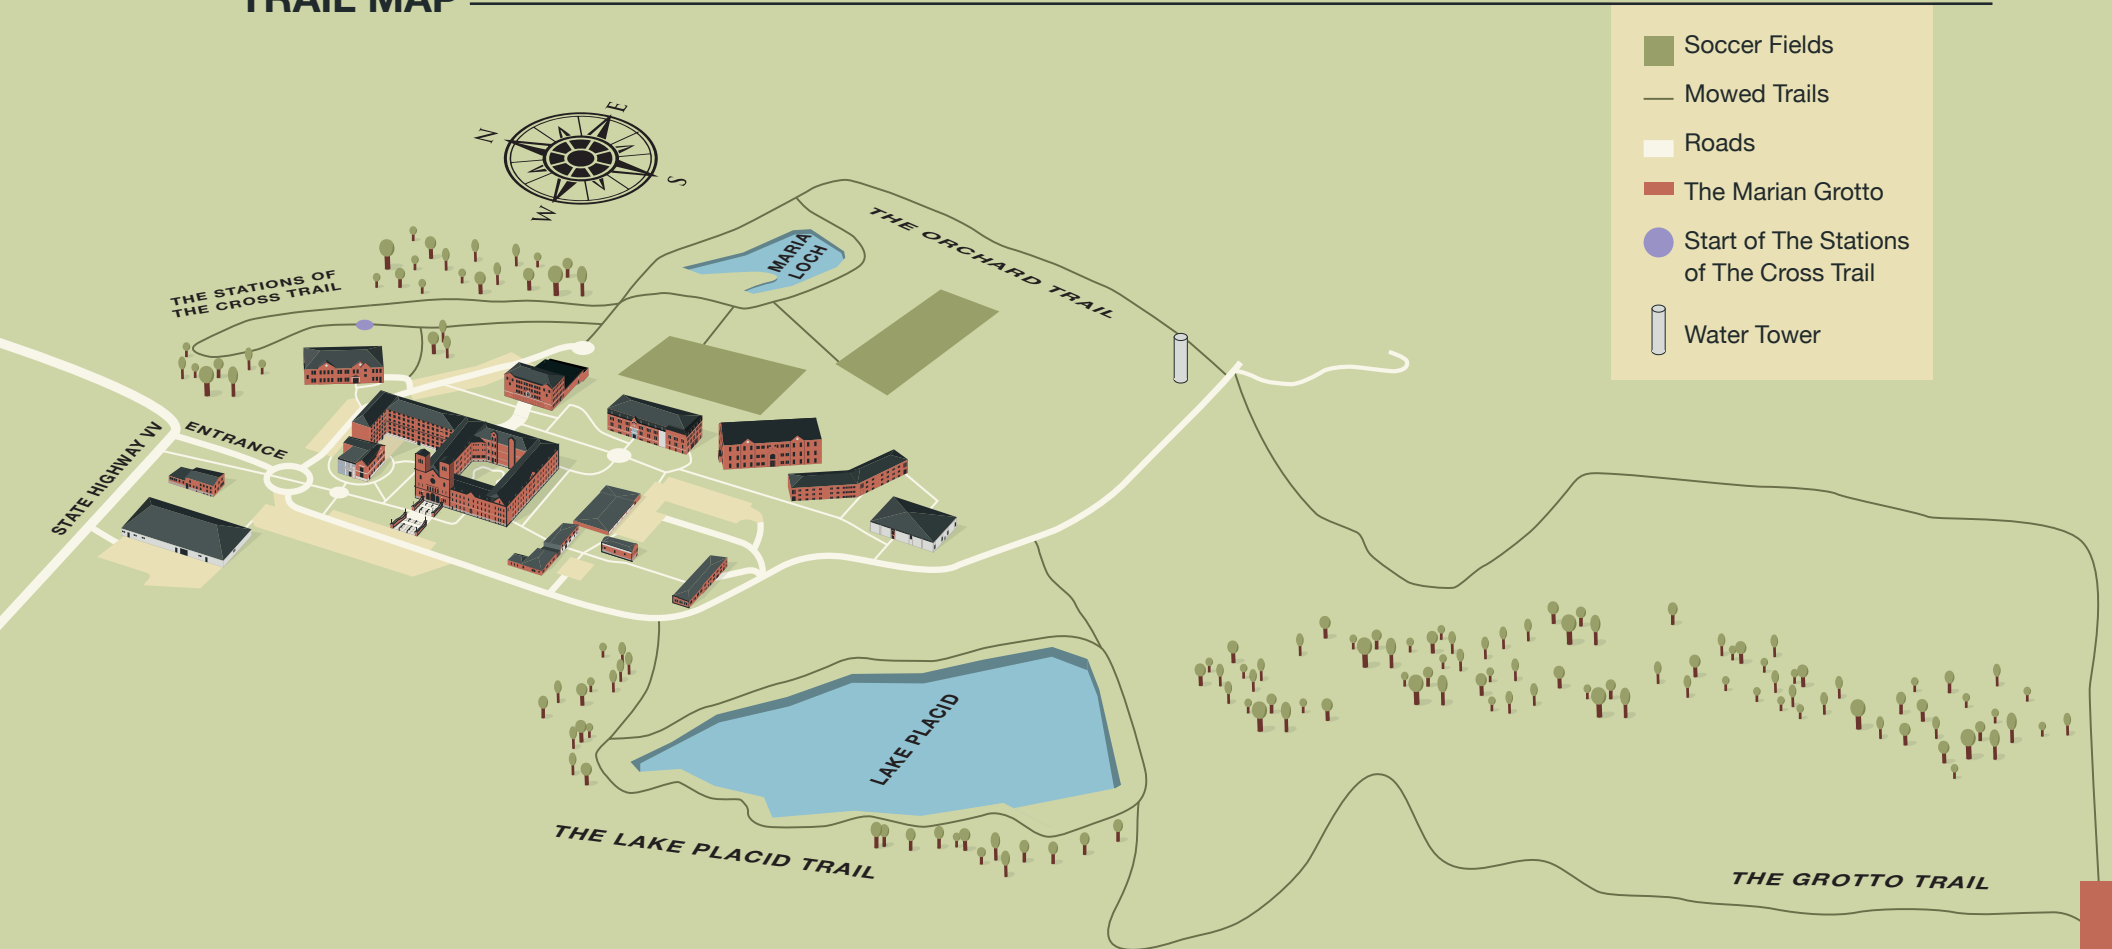 TRAIL MAP
Soccer Fields
Mowed Trails
Roads
The Marian Grotto
Start of The Stations
of The Cross Trail
Water Tower
N
E
S
W
THE STATIONS OF
THE CROSS TRAIL
MARIA
LOCH
THE ORCHARD TRAIL
ENTRANCE
STATE HIGHWAY VV
LAKE PLACID
THE LAKE PLACID TRAIL
THE GROTTO TRAIL